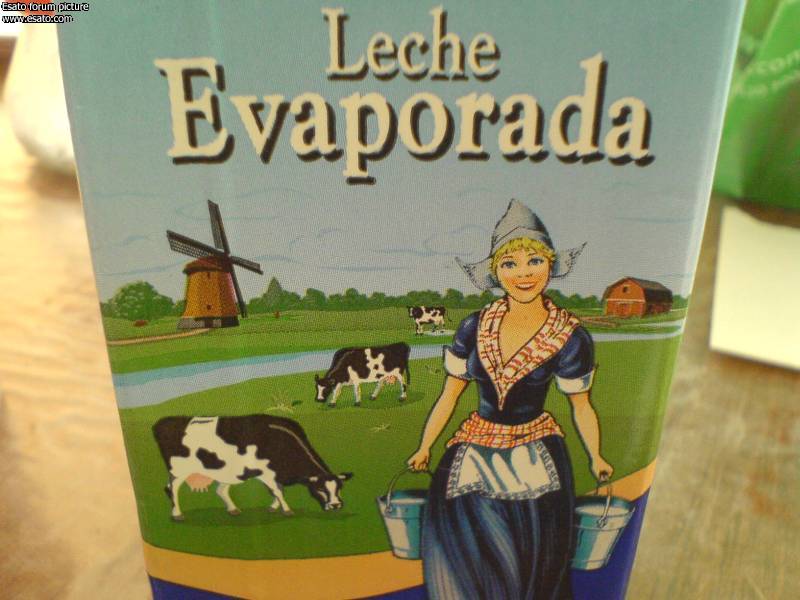 Esato forum picture
www.esato.com
Leche
Evaporada